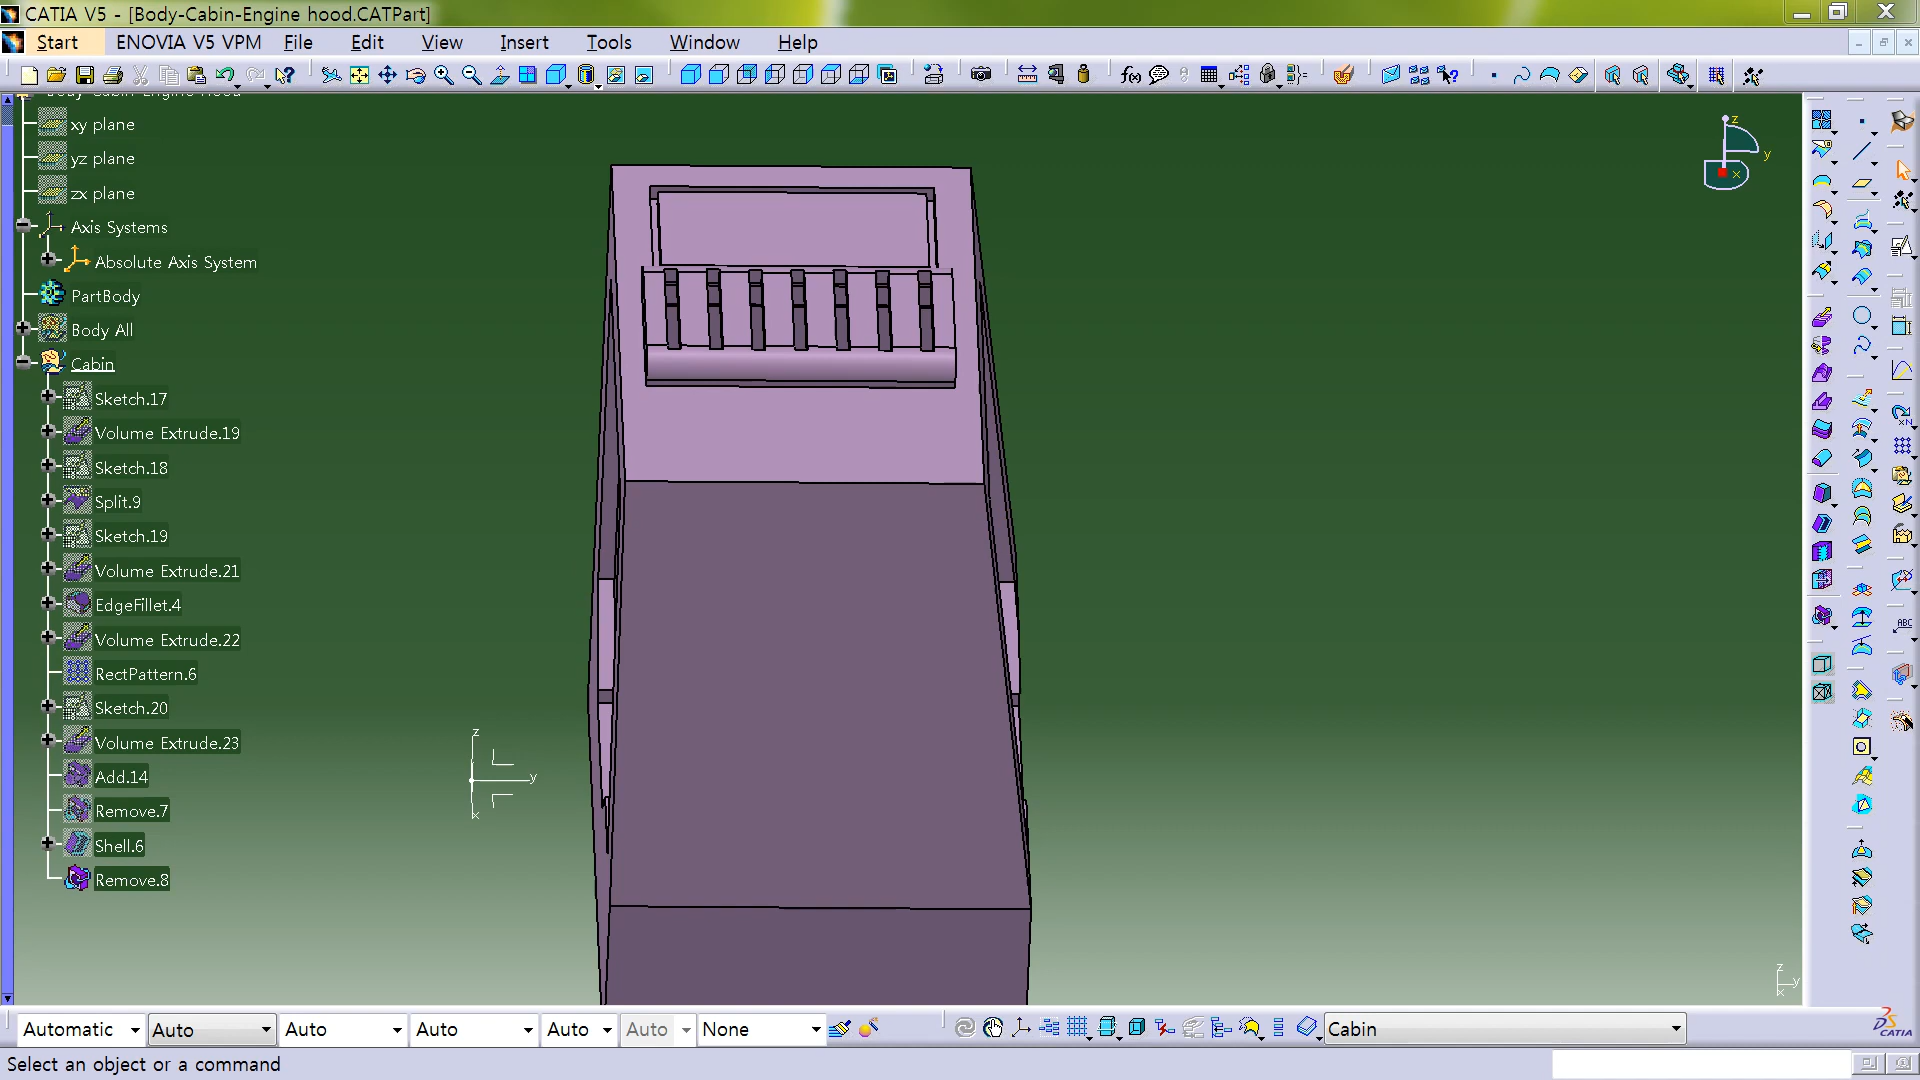 CATIA V5 - [Body-Cabin-Engine hood.CATPart]
Start ENOVIA V5 VPM File Edit View Insert Tools Window Help
xy plane
yz plane
zx plane
Axis Systems
Absolute Axis System
PartBody
Body All
Cabin
Sketch.17
Volume Extrude.19
Sketch.18
Split.9
Sketch.19
Volume Extrude.21
EdgeFillet.4
Volume Extrude.22
RectPattern.6
Sketch.20
Volume Extrude.23
Add.14
Remove.7
Shell.6
Remove.8
z
y
x
z
y
x
z
y
x
ABC
Automatic Auto Auto Auto Auto Auto None Cabin
CATIA
Select an object or a command